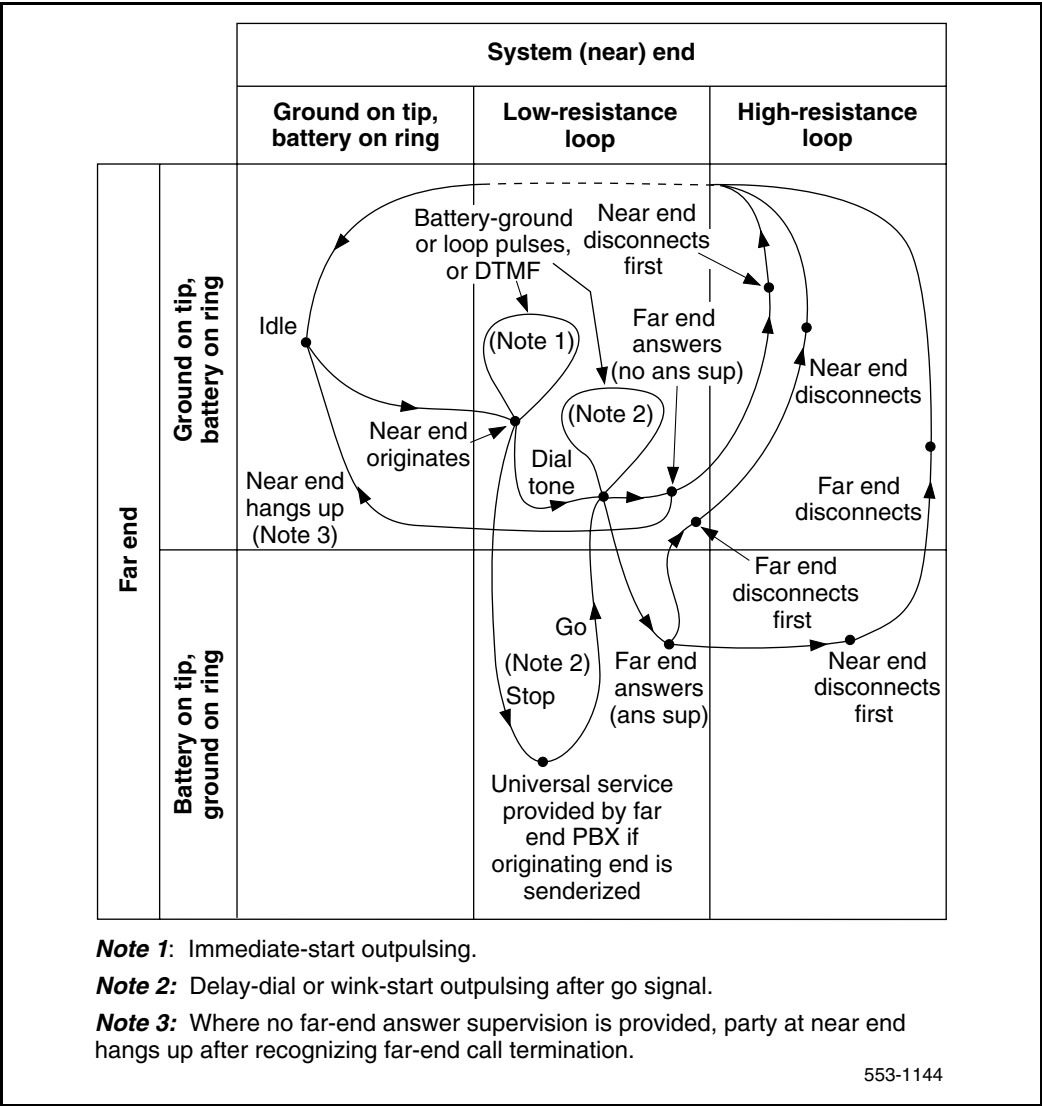 System (near) end
Ground on tip,
battery on ring
Low-resistance
loop
High-resistance
loop
Far end
Ground on tip,
battery on ring
Battery on tip,
ground on ring
Battery-ground
or loop pulses,
or DTMF
Near end
disconnects
first
Idle
(Note 1)
Far end
answers
(no ans sup)
(Note 2)
Near end
disconnects
Near end
originates
Dial
tone
Near end
hangs up
(Note 3)
Far end
disconnects
Far end
disconnects
first
Go
(Note 2)
Stop
Far end
answers
(ans sup)
Near end
disconnects
first
Universal service
provided by far
end PBX if
originating end is
senderized
Note 1: Immediate-start outpulsing.
Note 2: Delay-dial or wink-start outpulsing after go signal.
Note 3: Where no far-end answer supervision is provided, party at near end
hangs up after recognizing far-end call termination.
553-1144